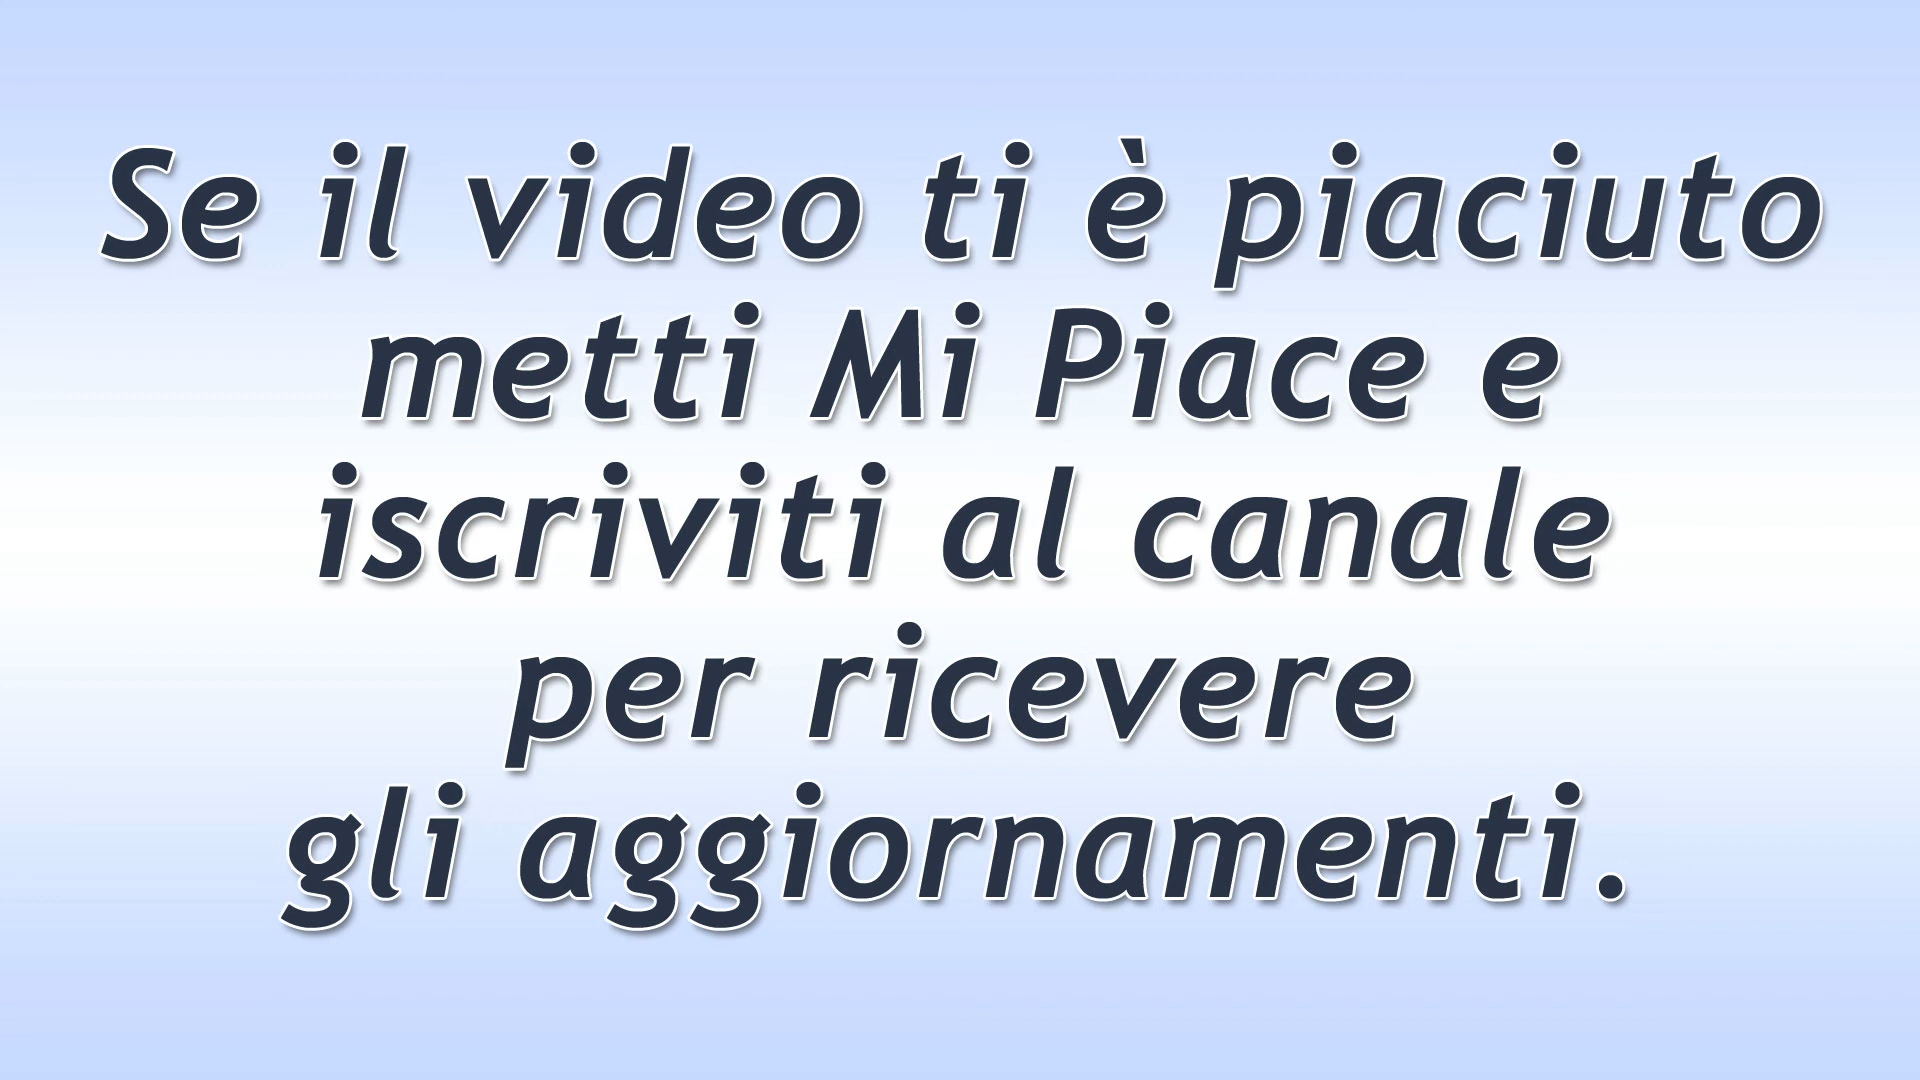 Se il video ti è piaciuto
metti Mi Piace e
iscriviti al canale
per ricevere
gli aggiornamenti.